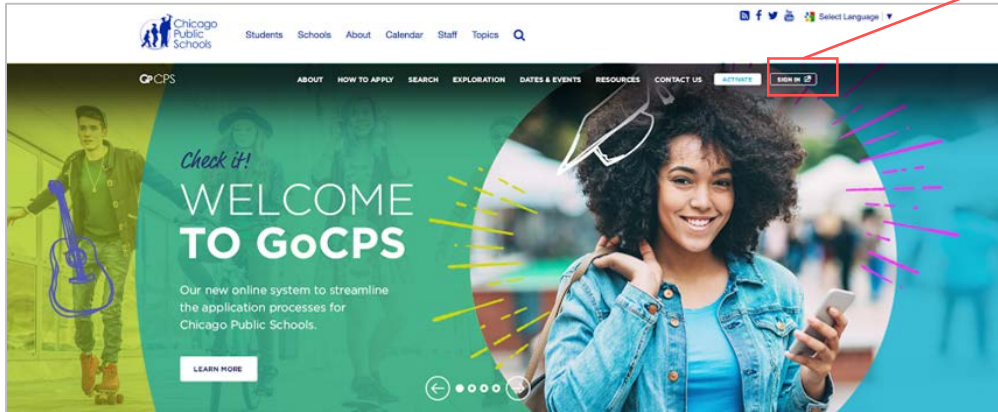 Chicago
Public
Schools
Students Schools About Calendar Staff Topics
f
Select Language ▼
GOCPS
ABOUT HOW TO APPLY SEARCH EXPLORATION DATES & EVENTS RESOURCES CONTACT US ACTIVATE SIGN IN
Check it!
WELCOME
TO GoCPS
Our new online system to streamline
the application processes for
Chicago Public Schools.
LEARN MORE